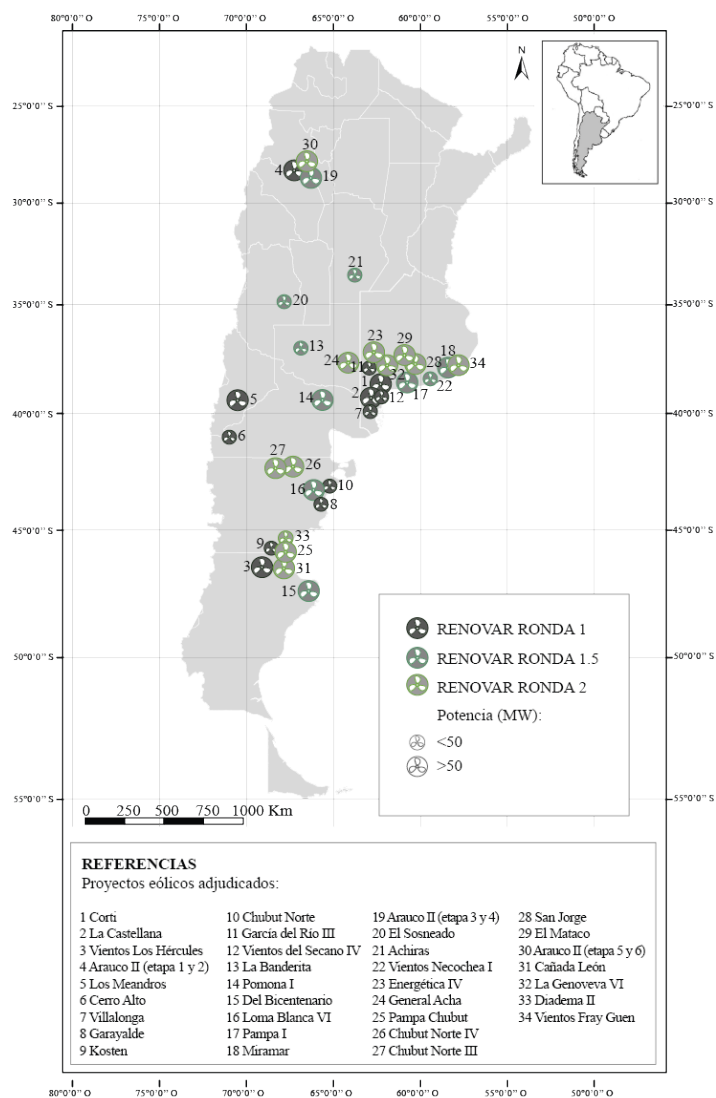 80°0'0'' O 75°0'0'' O 70°0'0'' O 65°0'0'' O 60°0'0'' O 55°0'0'' O 50°0'0'' O
N
25°0'0'' S 25°0'0'' S
30
4
19
30°0'0'' S 30°0'0'' S
21
20
35°0'0'' S 35°0'0'' S
13
23 29
18
24 11 28 34
32
1 17 22
5 14 2 12
7
40°0'0'' S 40°0'0'' S
6
27 26
16 10
8
45°0'0'' S 45°0'0'' S
33
9 25
3 31
15
RENOVAR RONDA 1
RENOVAR RONDA 1.5
50°0'0'' S 50°0'0'' S
RENOVAR RONDA 2
Potencia (MW):
<50
>50
55°0'0'' S 55°0'0'' S
0 250 500 750 1000 Km
REFERENCIAS
Proyectos eólicos adjudicados:
1 Corti
2 La Castellana
3 Vientos Los Hércules
4 Arauco II (etapa 1 y 2)
5 Los Meandros
6 Cerro Alto
7 Villalonga
8 Garayalde
9 Kosten
10 Chubut Norte
11 García del Río III
12 Vientos del Secano IV
13 La Banderita
14 Pomona I
15 Del Bicentenario
16 Loma Blanca VI
17 Pampa I
18 Miramar
19 Arauco II (etapa 3 y 4)
20 El Sosneado
21 Achiras
22 Vientos Necochea I
23 Energética IV
24 General Acha
25 Pampa Chubut
26 Chubut Norte IV
27 Chubut Norte III
28 San Jorge
29 El Mataco
30 Arauco II (etapa 5 y 6)
31 Cañada León
32 La Genoveva VI
33 Diadema II
34 Vientos Fray Guen
80°0'0'' O 75°0'0'' O 70°0'0'' O 65°0'0'' O 60°0'0'' O 55°0'0'' O 50°0'0'' O